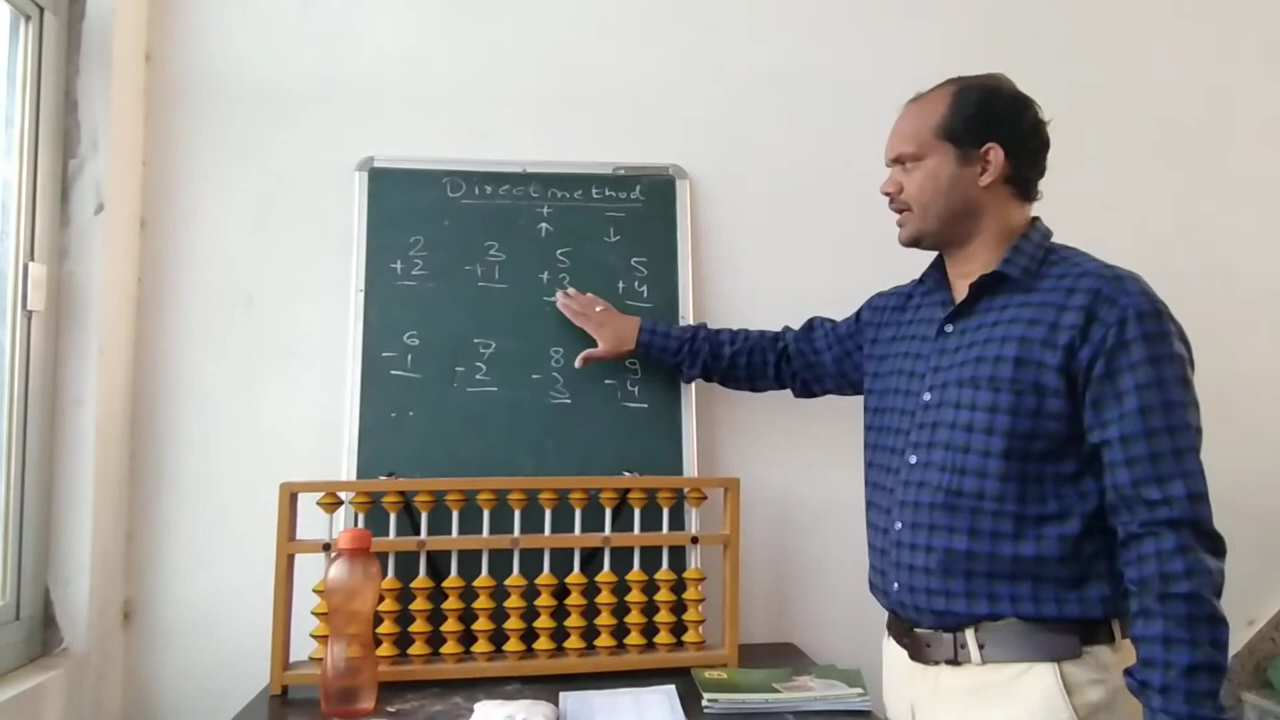 Direct method
+ −
↑ ↓
2 3 5 5
+2 +1 +3 +4
6 7 8 9
-1 -2 -3 -4
B